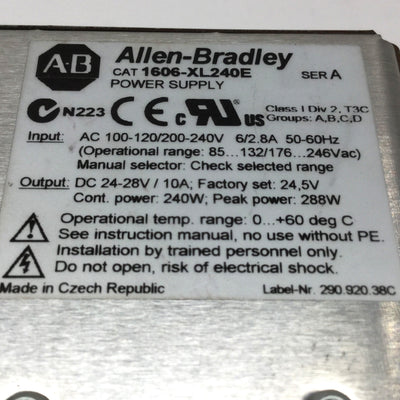 A-B Allen-Bradley
CAT 1606-XL240E SER A
POWER SUPPLY
N223 CE c RU US Class I Div 2, T3C
Groups: A,B,C,D
Input: AC 100-120/200-240V 6/2.8A 50-60Hz
(Operational range: 85...132/176...246Vac)
Manual selector: Check selected range
Output: DC 24-28V / 10A; Factory set: 24,5V
Cont. power: 240W; Peak power: 288W
Operational temp. range: 0...+60 deg C
See instruction manual, no use without PE.
Installation by trained personnel only.
Do not open, risk of electrical shock.
Made in Czech Republic Label-Nr. 290.920.38C